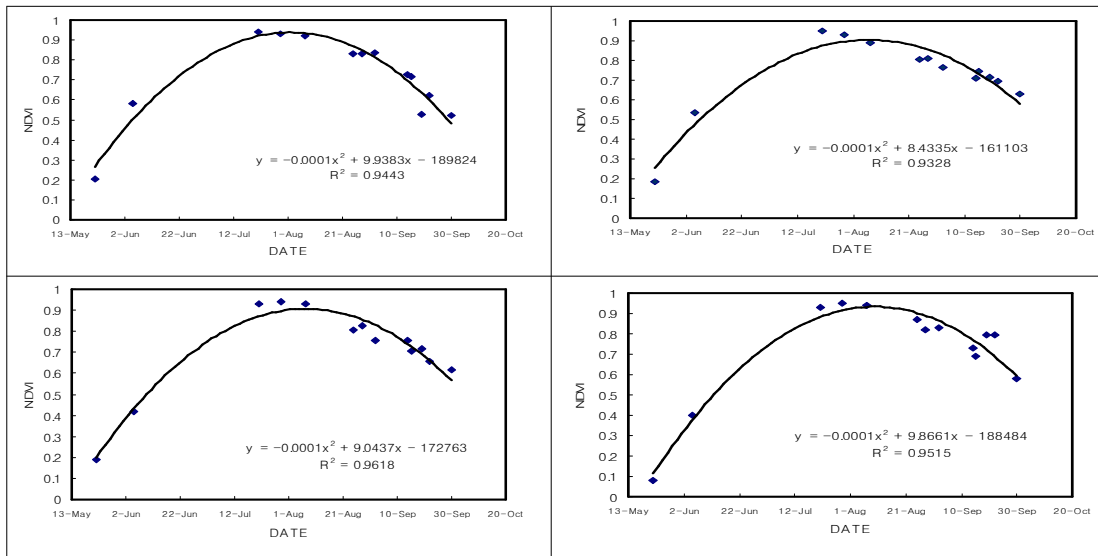 1
0.9
0.8
0.7
0.6
0.5
0.4
0.3
0.2
0.1
0
NDVI
y = -0.0001x² + 9.9383x - 189824
R² = 0.9443
13-May 2-Jun 22-Jun 12-Jul 1-Aug 21-Aug 10-Sep 30-Sep 20-Oct
DATE
1
0.9
0.8
0.7
0.6
0.5
0.4
0.3
0.2
0.1
0
NDVI
y = -0.0001x² + 8.4335x - 161103
R² = 0.9328
13-May 2-Jun 22-Jun 12-Jul 1-Aug 21-Aug 10-Sep 30-Sep 20-Oct
DATE
1
0.9
0.8
0.7
0.6
0.5
0.4
0.3
0.2
0.1
0
NDVI
y = -0.0001x² + 9.0437x - 172763
R² = 0.9618
13-May 2-Jun 22-Jun 12-Jul 1-Aug 21-Aug 10-Sep 30-Sep 20-Oct
DATE
1
0.9
0.8
0.7
0.6
0.5
0.4
0.3
0.2
0.1
0
NDVI
y = -0.0001x² + 9.8661x - 188484
R² = 0.9515
13-May 2-Jun 22-Jun 12-Jul 1-Aug 21-Aug 10-Sep 30-Sep 20-Oct
DATE